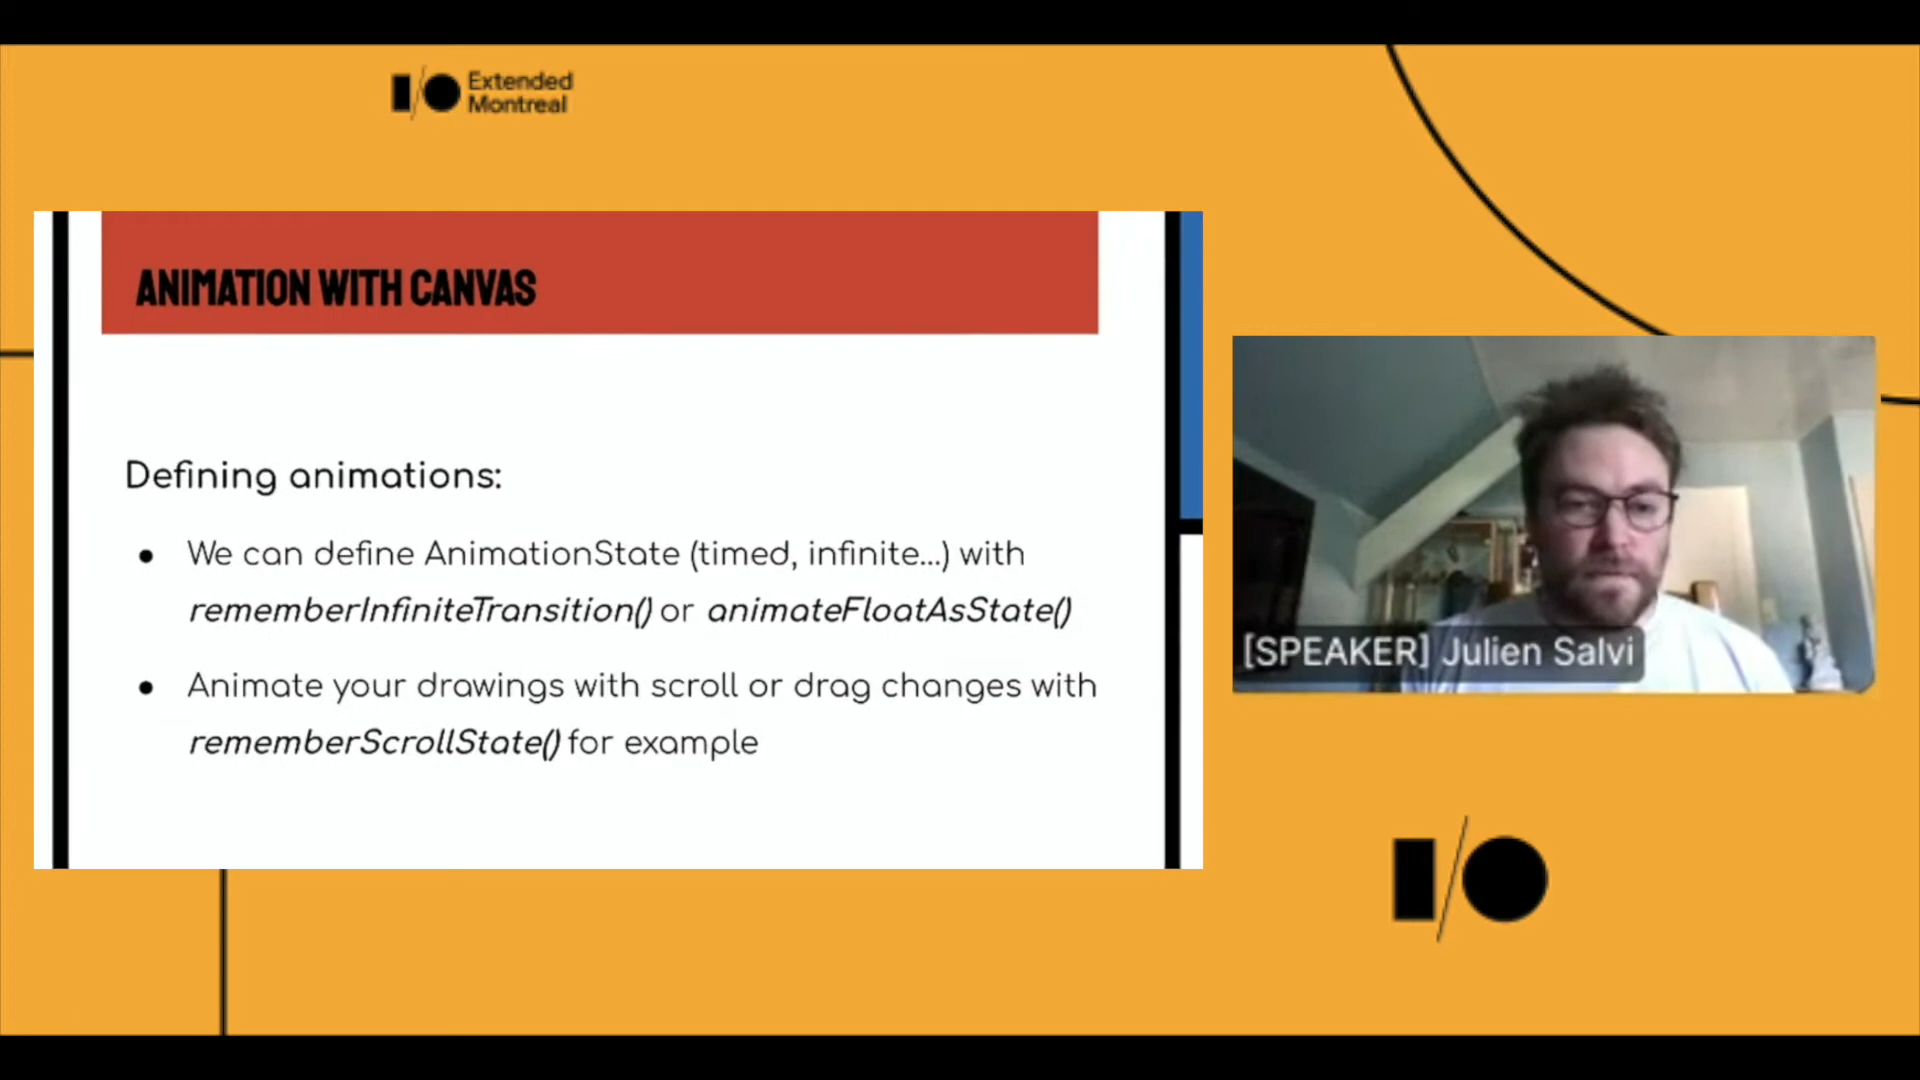 I/O Extended
Montreal
ANIMATION WITH CANVAS
Defining animations:
● We can define AnimationState (timed, infinite...) with
rememberInfiniteTransition() or animateFloatAsState()
● Animate your drawings with scroll or drag changes with
rememberScrollState() for example
[SPEAKER] Julien Salvi
I/O